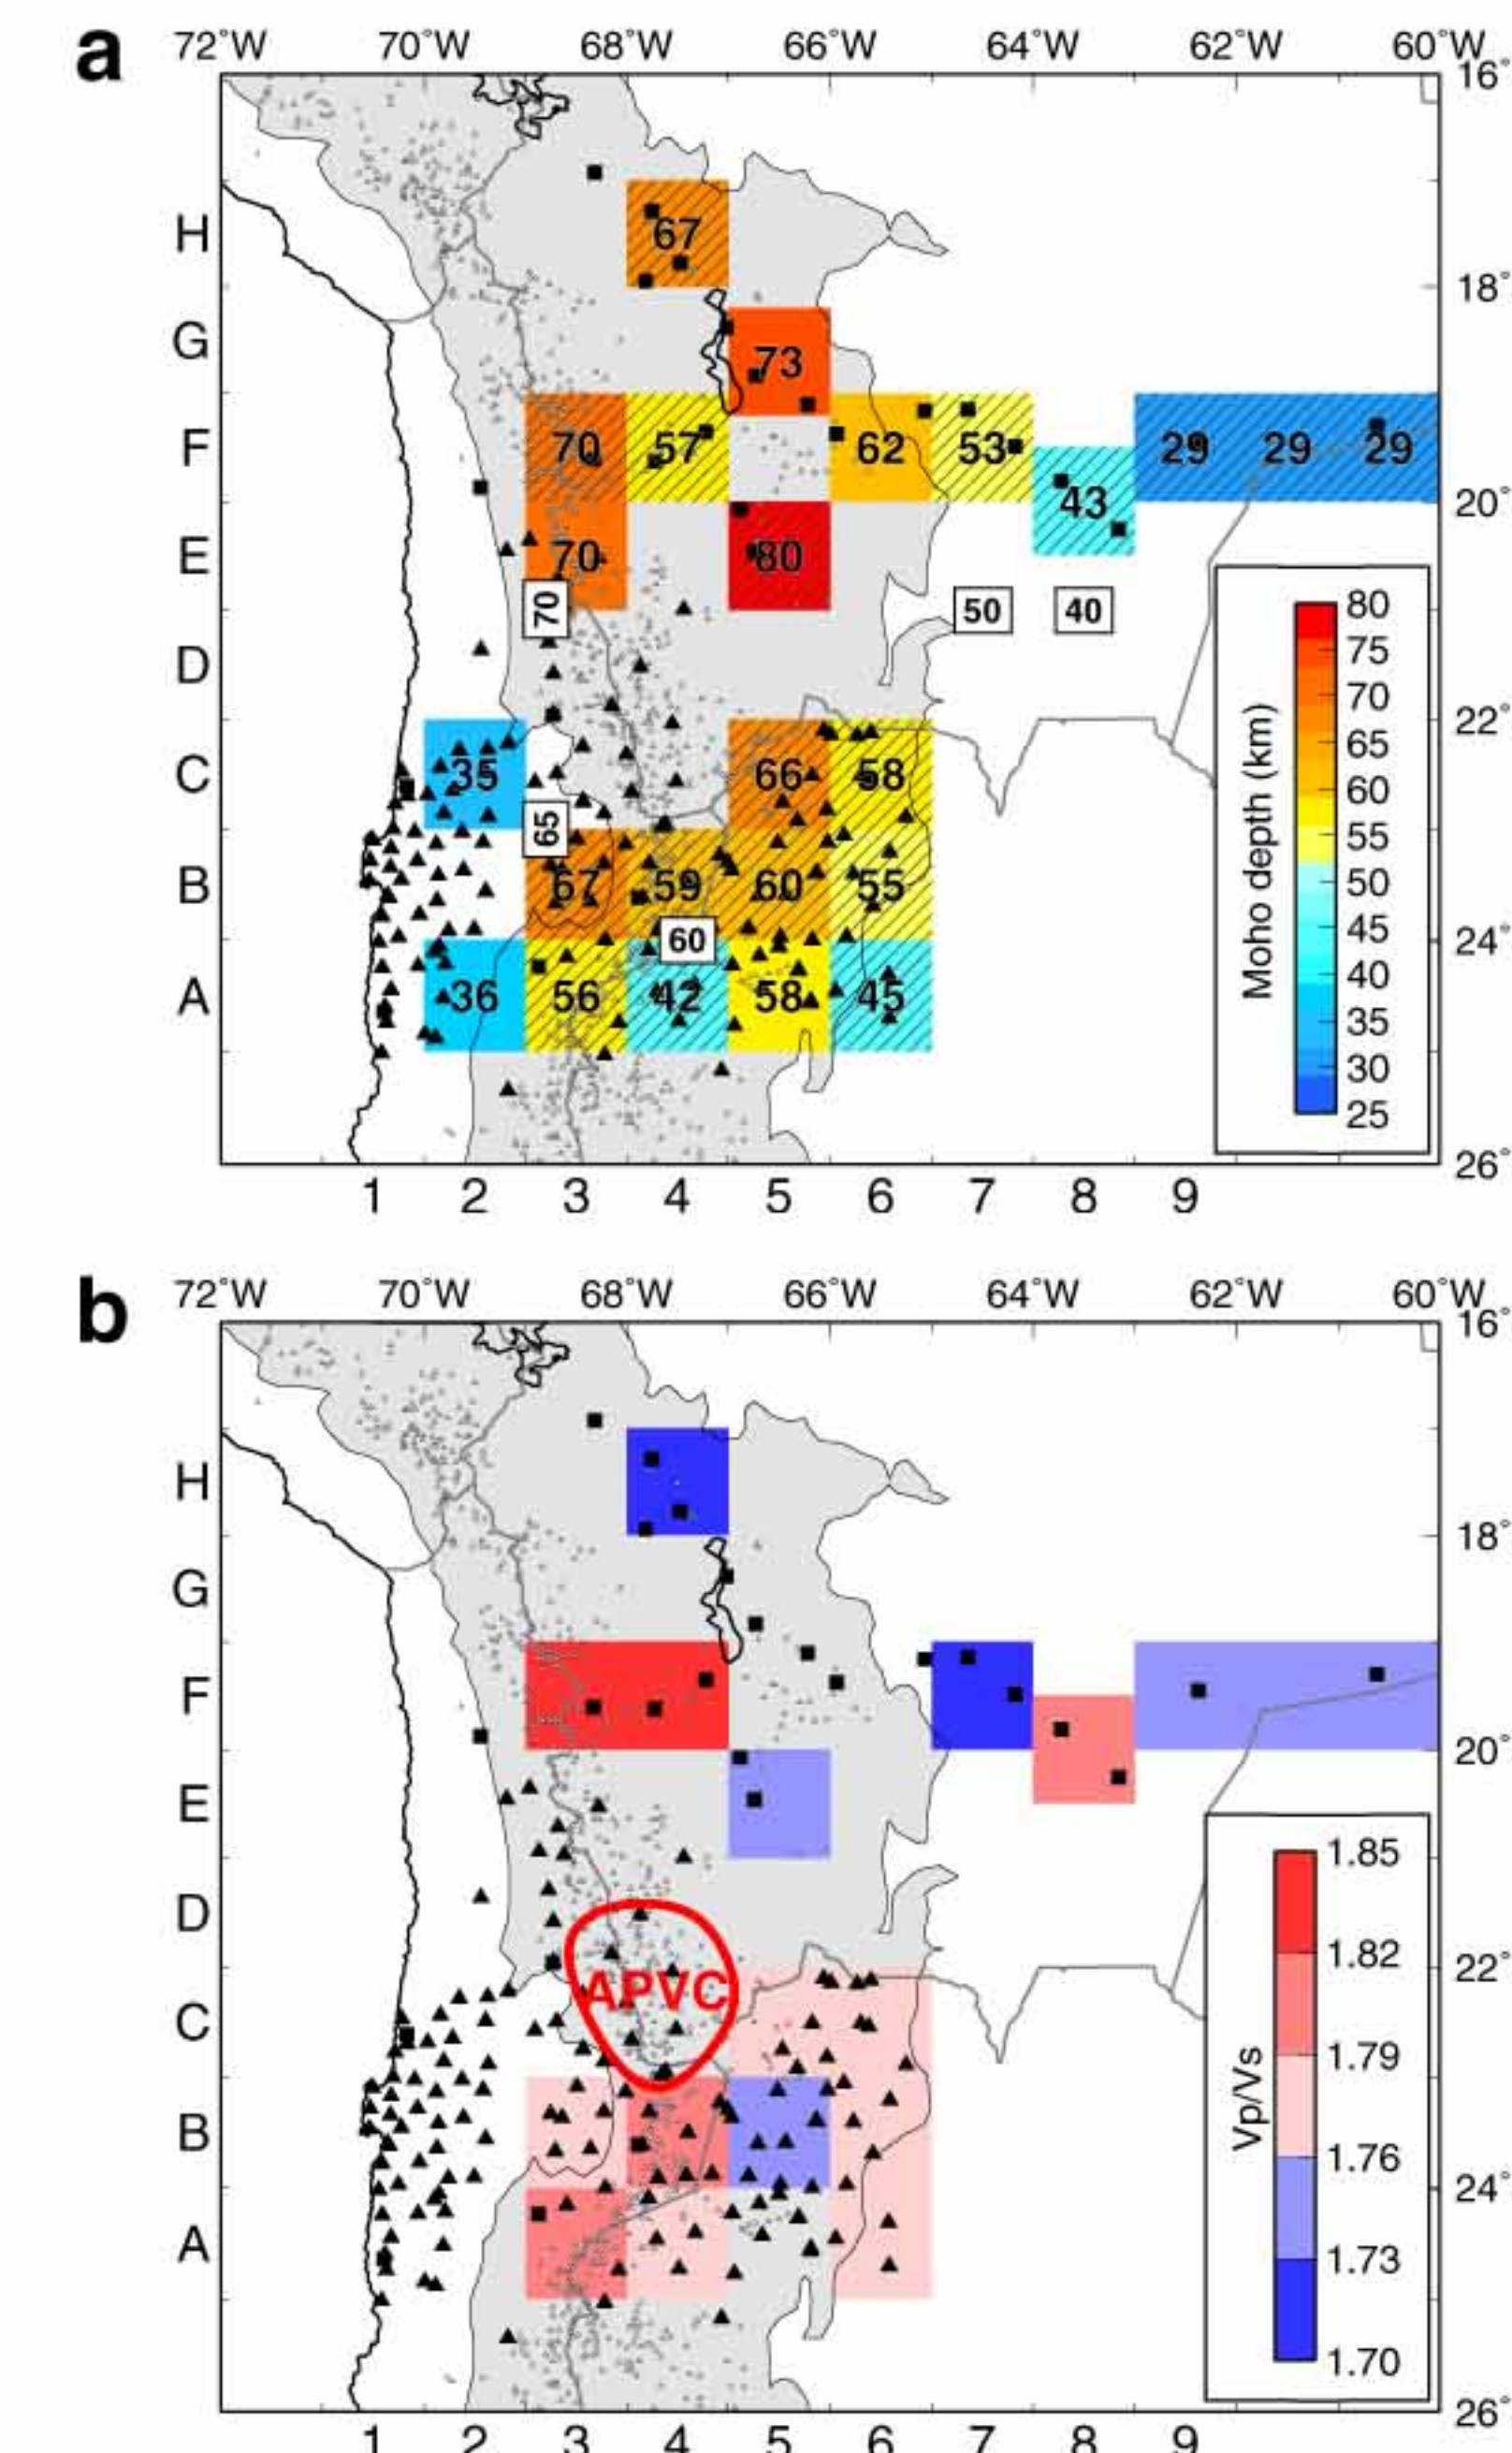 a
72°W 70°W 68°W 66°W 64°W 62°W 60°W
16°
H 67
18°
G 73
F 70 57 62 53 29 29 29
43
20°
E 70 80
70 50 40
D
22°
C 35 66 58
65
B 67 59 60 55
60
24°
A 36 56 42 58 45
26°
1 2 3 4 5 6 7 8 9
Moho depth (km)
80
75
70
65
60
55
50
45
40
35
30
25
b
72°W 70°W 68°W 66°W 64°W 62°W 60°W
16°
H
18°
G
F
20°
E
D
APVC
22°
C
B
24°
A
26°
1 2 3 4 5 6 7 8 9
Vp/Vs
1.85
1.82
1.79
1.76
1.73
1.70